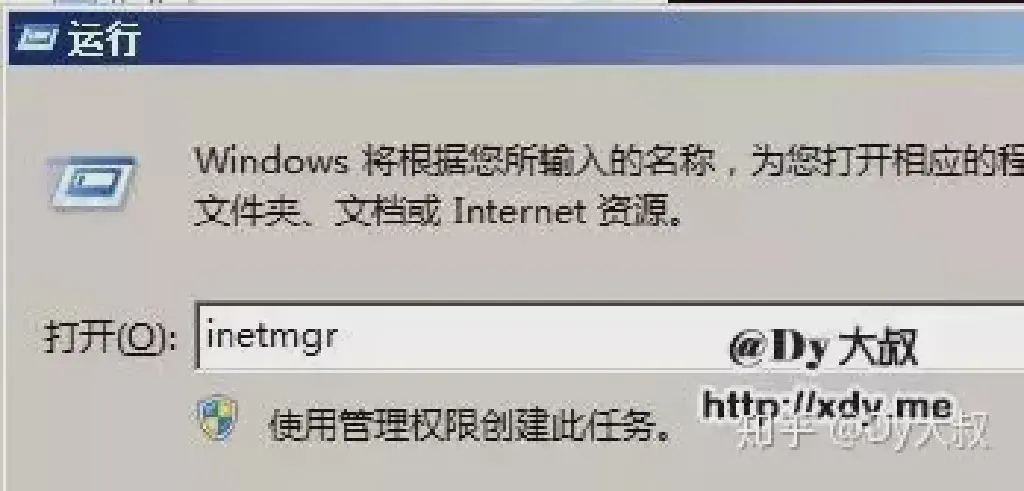 运行
Windows 将根据您所输入的名称，为您打开相应的程
文件夹、文档或 Internet 资源。
打开(O): inetmgr
@Dy大叔
使用管理权限创建此任务。
http://xdy.me
知乎 @Dy大叔